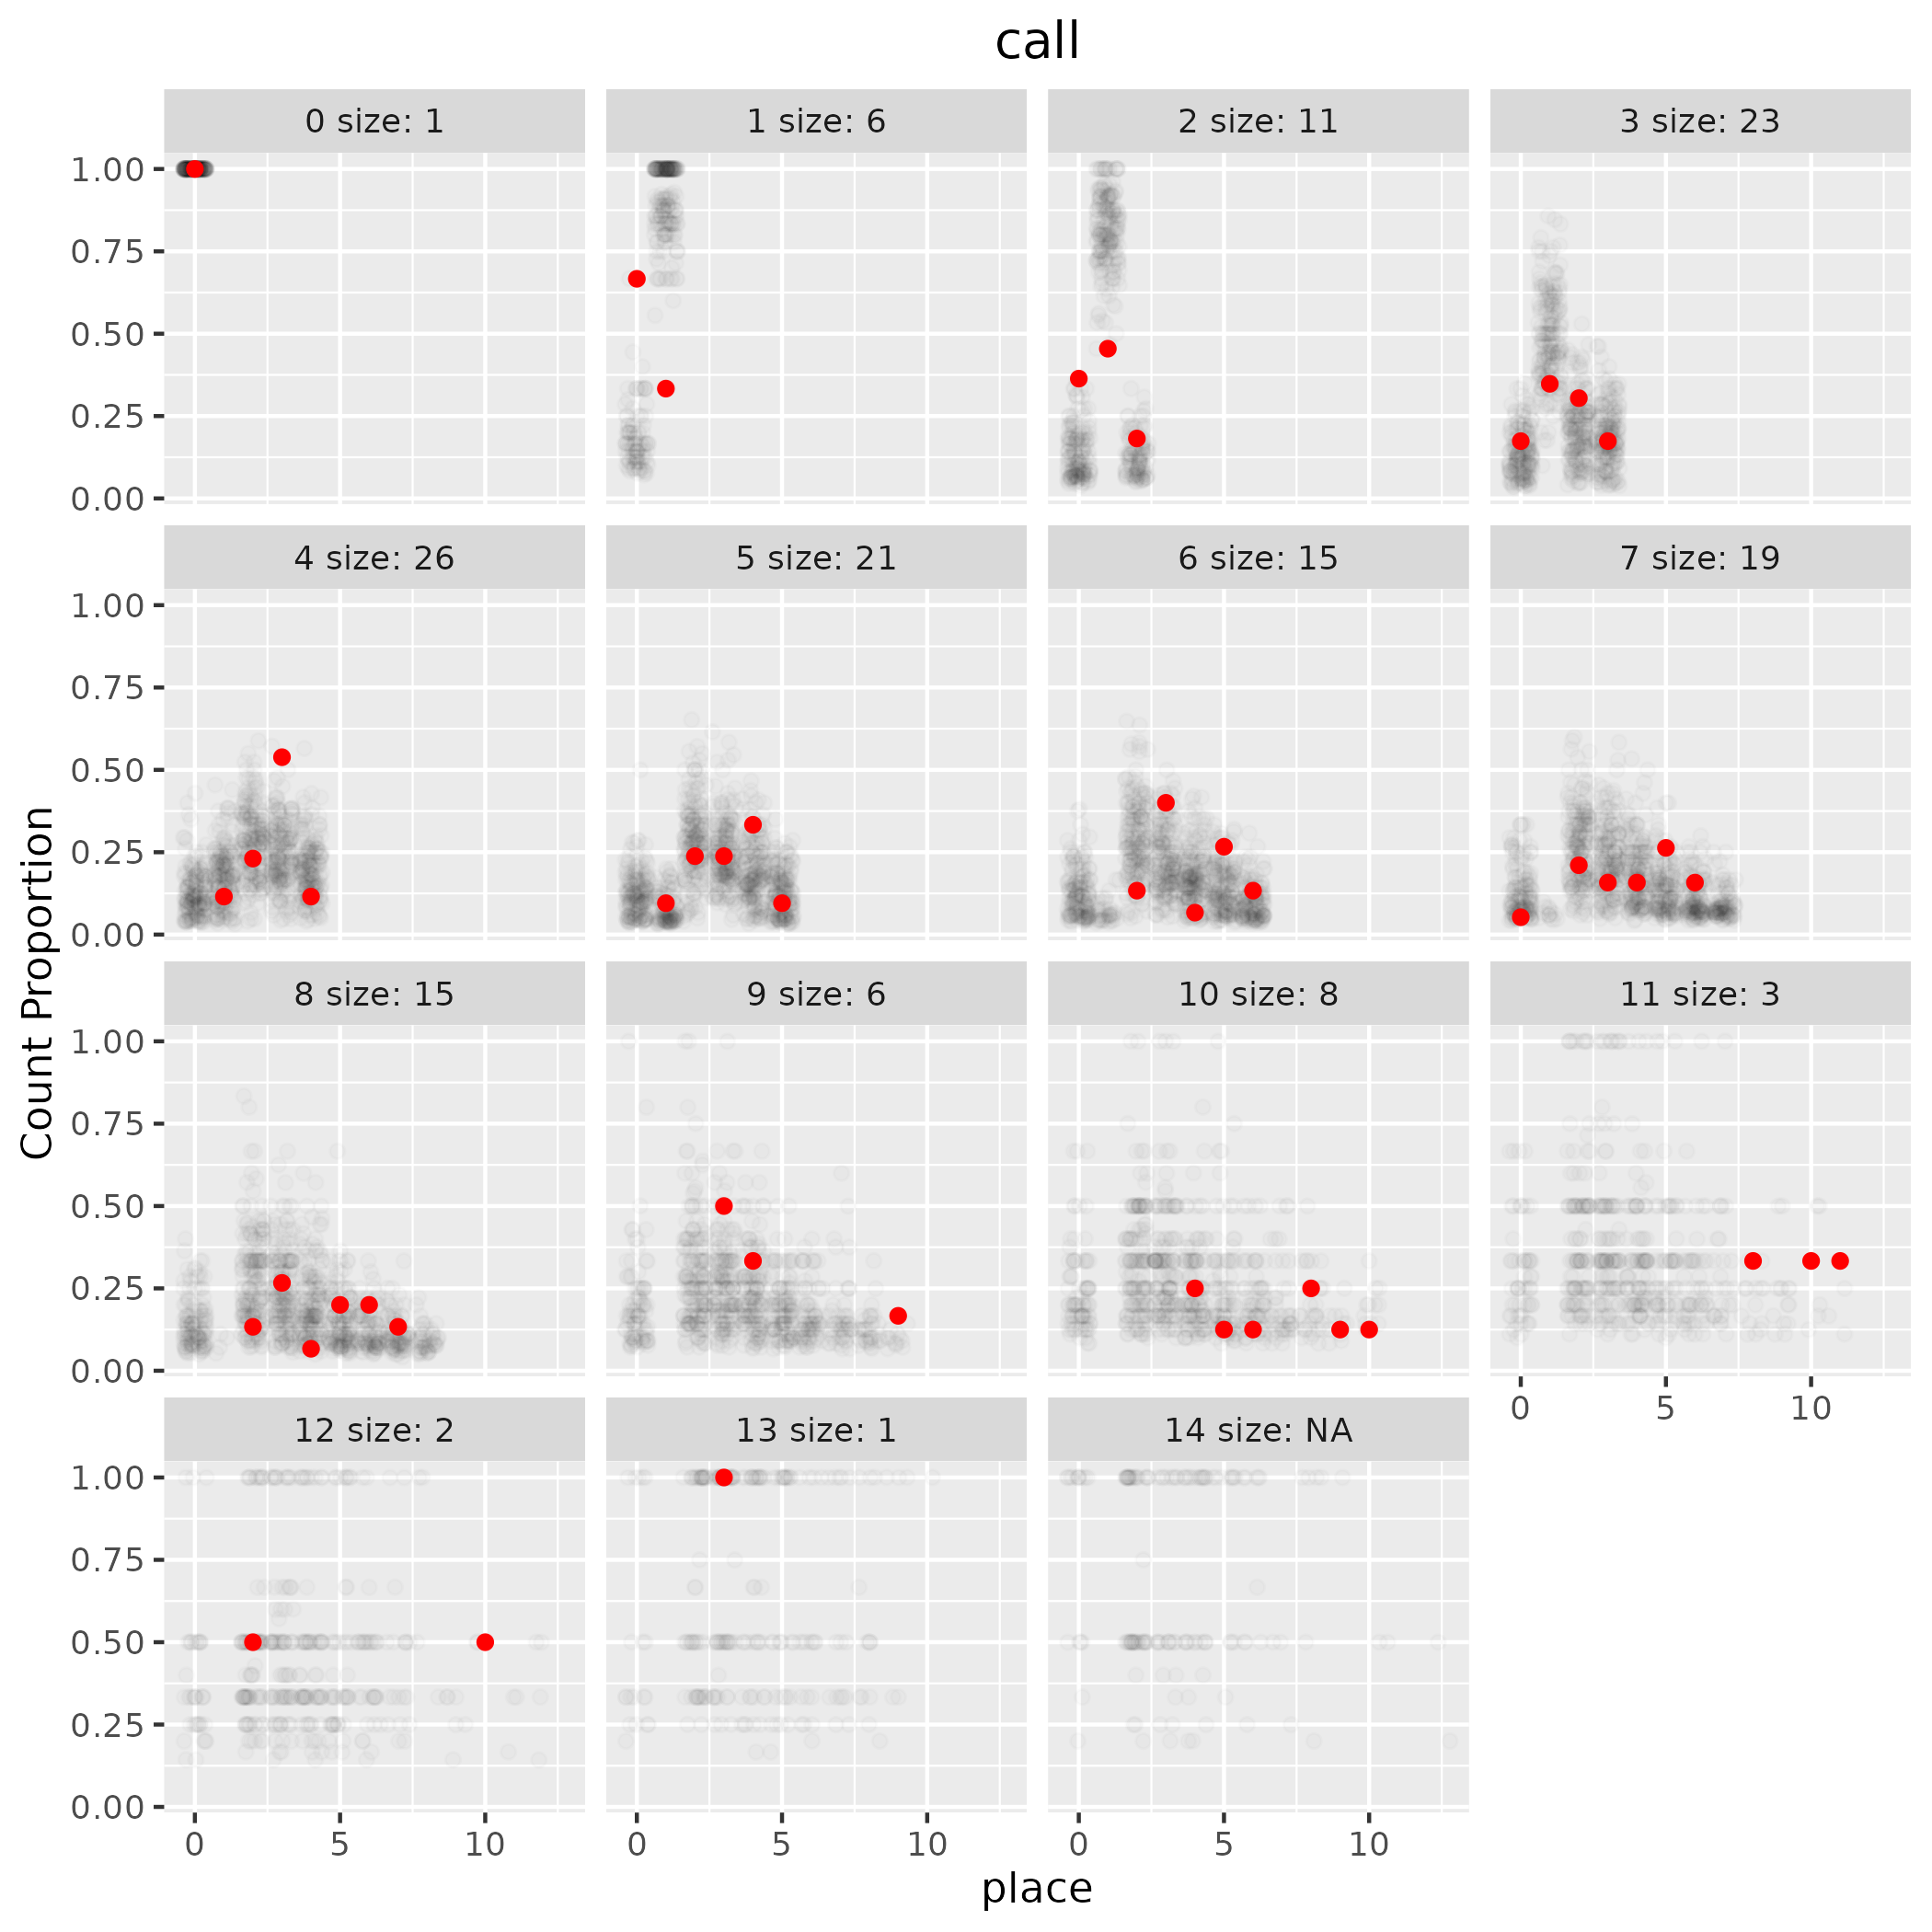 call
0 size: 1
1 size: 6
2 size: 11
3 size: 23
1.00
0.75
0.50
0.25
0.00
4 size: 26
5 size: 21
6 size: 15
7 size: 19
1.00
0.75
0.50
0.25
0.00
Count Proportion
8 size: 15
9 size: 6
10 size: 8
11 size: 3
1.00
0.75
0.50
0.25
0.00
0 5 10
12 size: 2
13 size: 1
14 size: NA
1.00
0.75
0.50
0.25
0.00
0 5 10
0 5 10
0 5 10
place